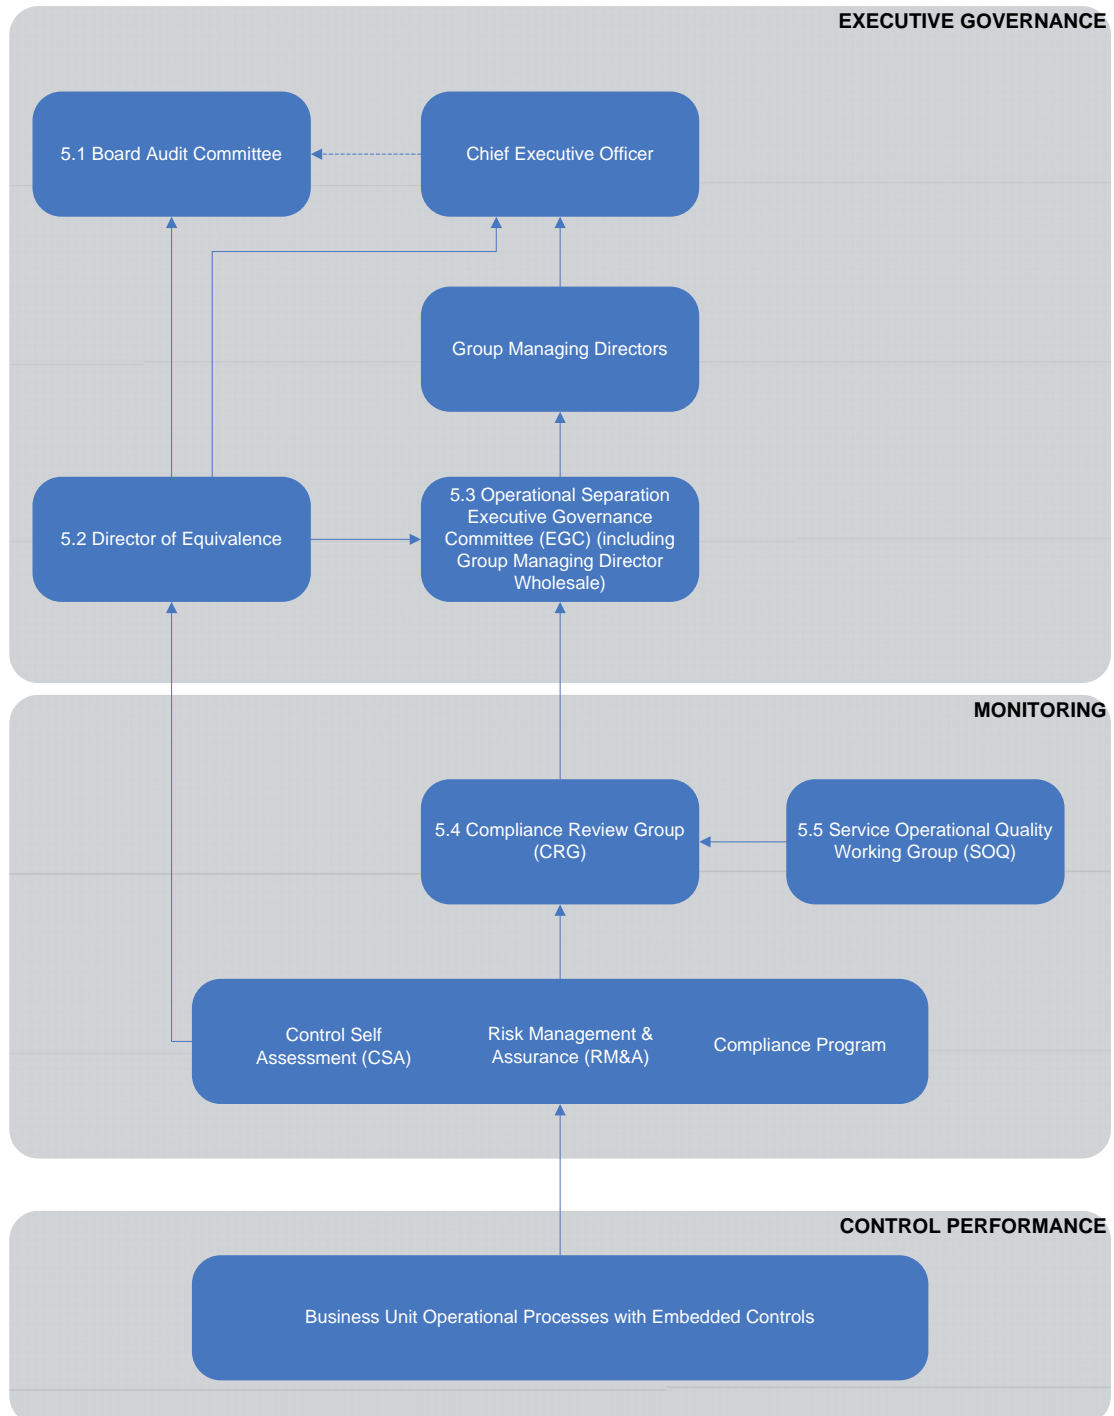 EXECUTIVE GOVERNANCE
5.1 Board Audit Committee
Chief Executive Officer
Group Managing Directors
5.2 Director of Equivalence
5.3 Operational Separation
Executive Governance
Committee (EGC) (including
Group Managing Director
Wholesale)
MONITORING
5.4 Compliance Review Group
(CRG)
5.5 Service Operational Quality
Working Group (SOQ)
Control Self
Assessment (CSA)
Risk Management &
Assurance (RM&A)
Compliance Program
CONTROL PERFORMANCE
Business Unit Operational Processes with Embedded Controls